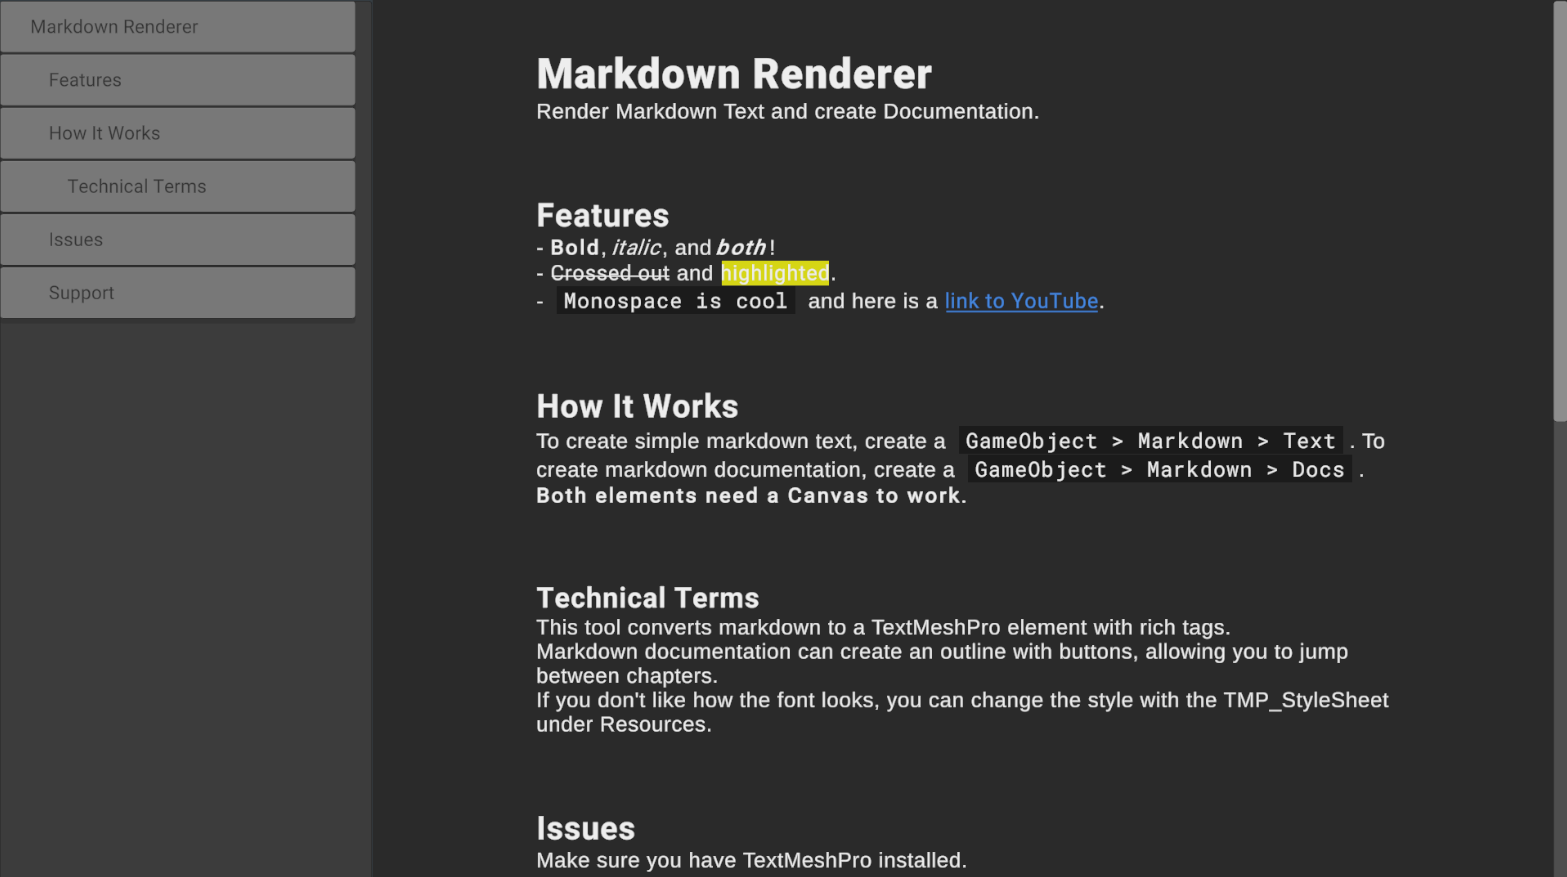 Markdown Renderer
Features
How It Works
Technical Terms
Issues
Support
Markdown Renderer
Render Markdown Text and create Documentation.
Features
- Bold, italic, and both!
- Crossed out and highlighted.
- Monospace is cool and here is a link to YouTube.
How It Works
To create simple markdown text, create a GameObject > Markdown > Text . To
create markdown documentation, create a GameObject > Markdown > Docs .
Both elements need a Canvas to work.
Technical Terms
This tool converts markdown to a TextMeshPro element with rich tags.
Markdown documentation can create an outline with buttons, allowing you to jump
between chapters.
If you don't like how the font looks, you can change the style with the TMP_StyleSheet
under Resources.
Issues
Make sure you have TextMeshPro installed.